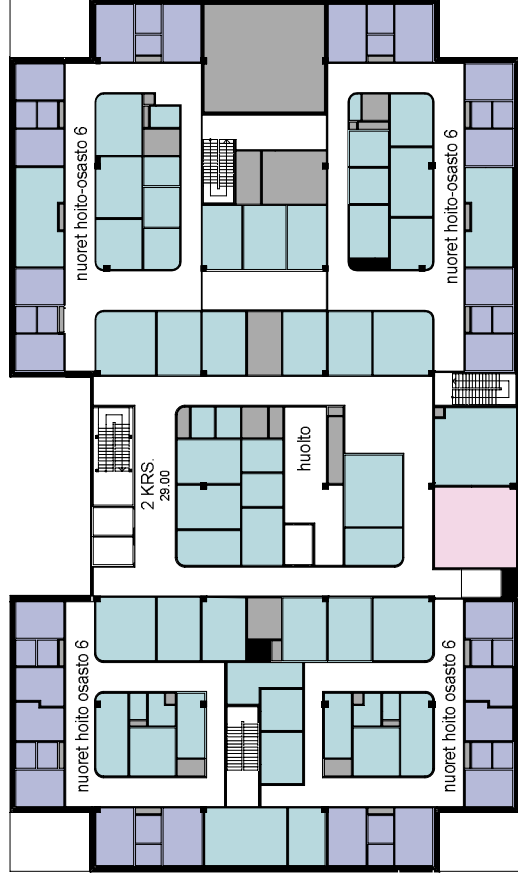 nuoret hoito-osasto 6
nuoret hoito-osasto 6
2 KRS.
29.00
huolto
nuoret hoito osasto 6
nuoret hoito osasto 6